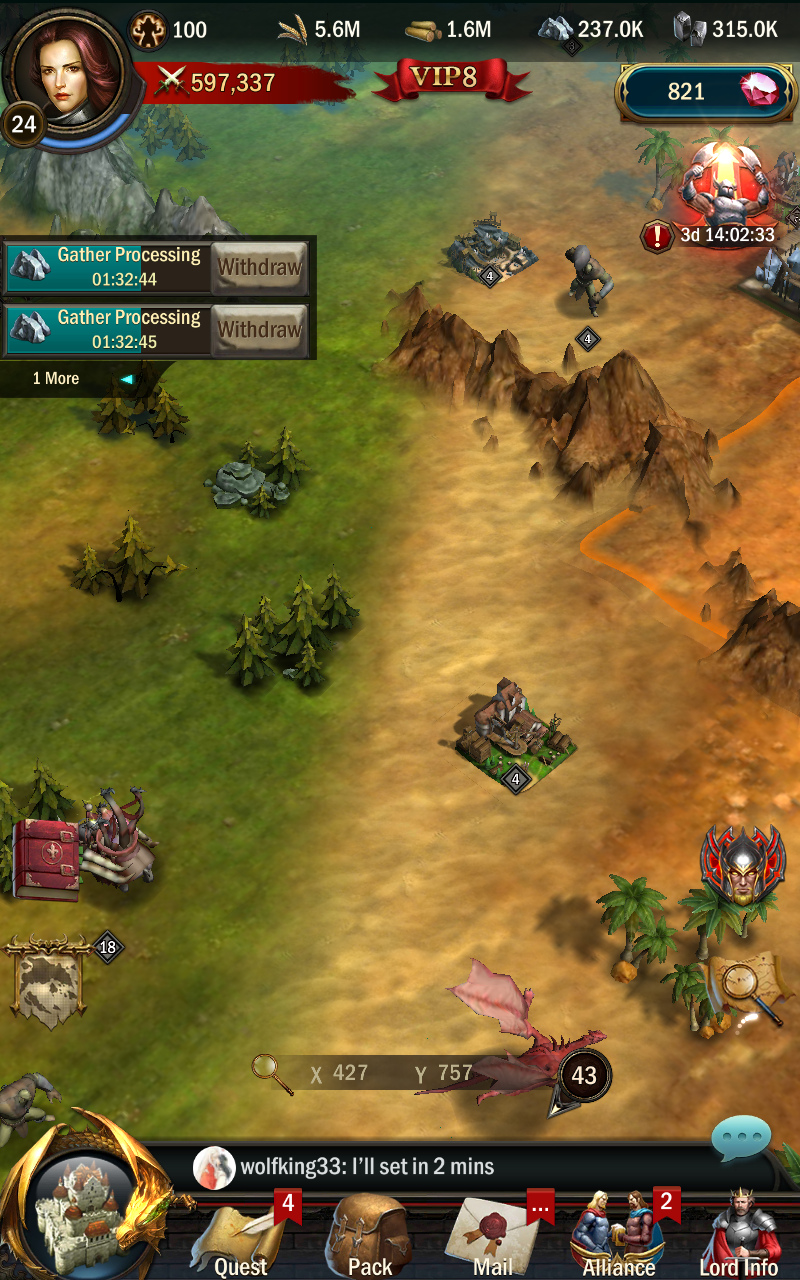 100
5.6M
1.6M
237.0K
315.0K
597,337
VIP8
821
24
3d 14:02:33
Gather Processing
01:32:44
Withdraw
Gather Processing
01:32:45
Withdraw
1 More
4
4
4
18
X 427 Y 757
43
wolfking33: I'll set in 2 mins
4
...
2
Quest
Pack
Mail
Alliance
Lord Info